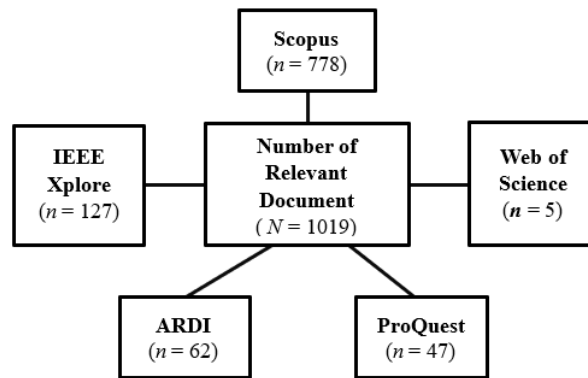 Scopus
(n = 778)
IEEE
Xplore
(n = 127)
Number of
Relevant
Document
( N = 1019)
Web of
Science
(n = 5)
ARDI
(n = 62)
ProQuest
(n = 47)